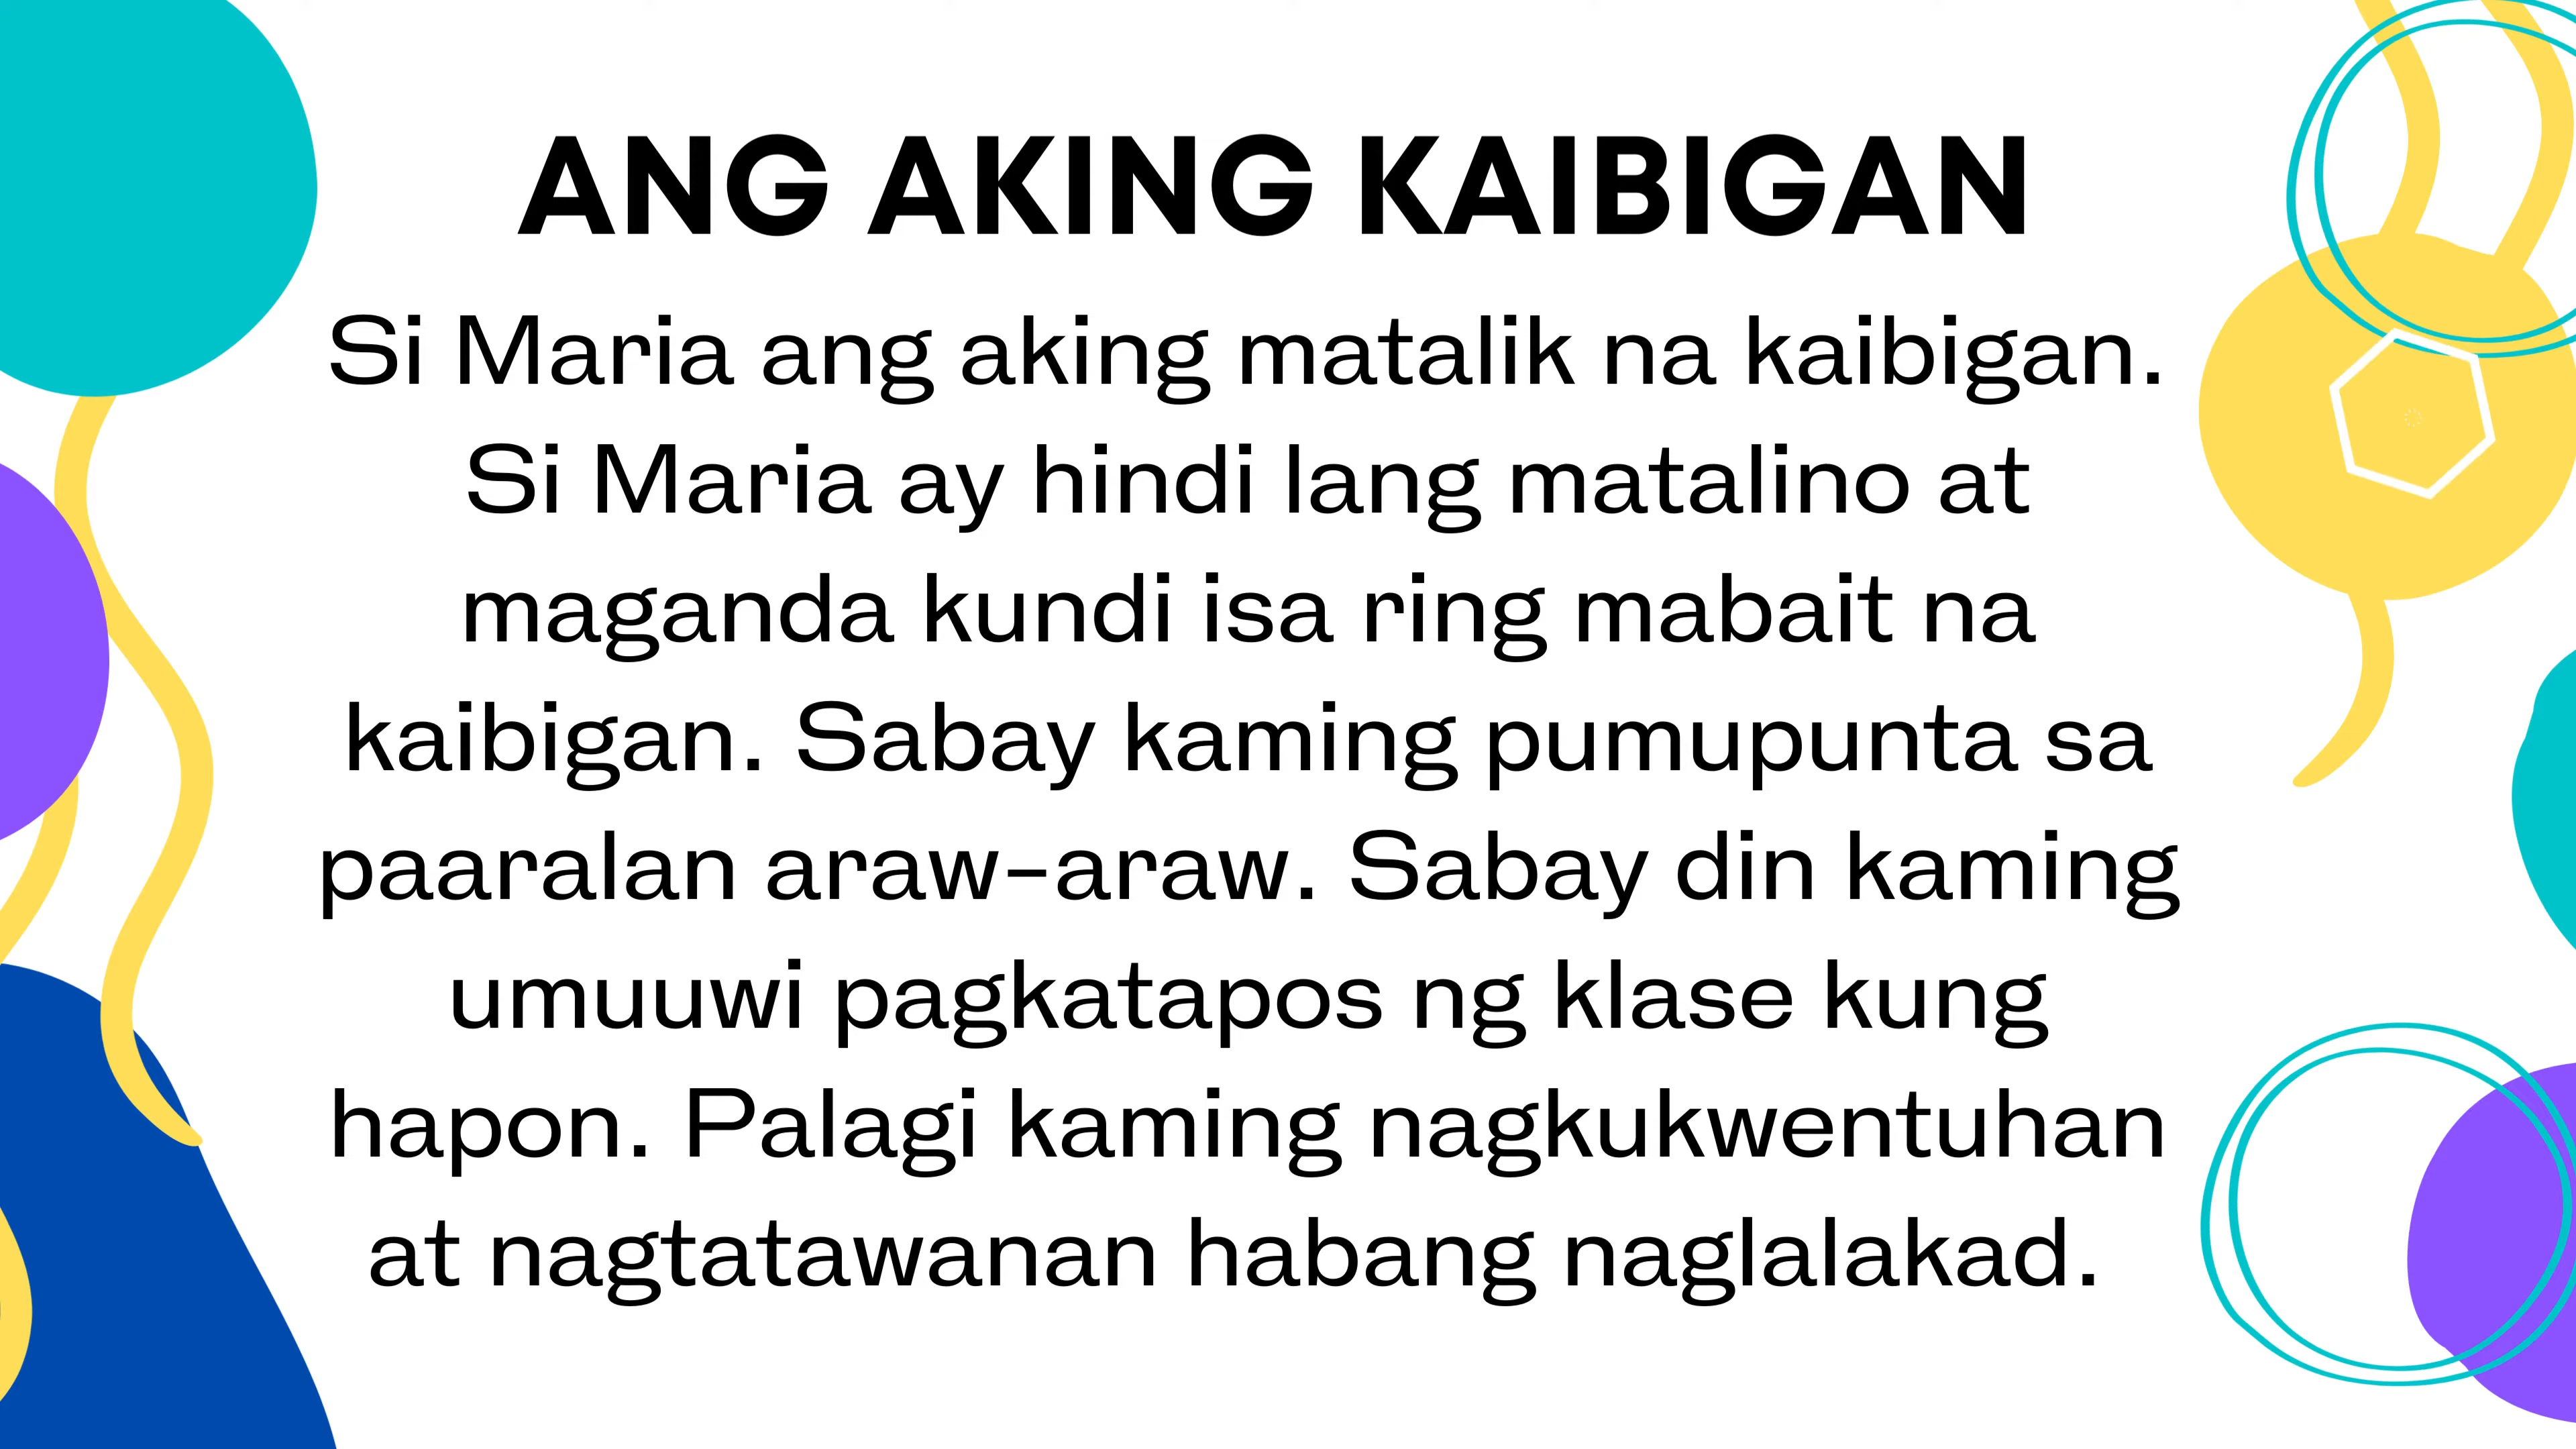 ANG AKING KAIBIGAN
Si Maria ang aking matalik na kaibigan.
Si Maria ay hindi lang matalino at
maganda kundi isa ring mabait na
kaibigan. Sabay kaming pumupunta sa
paaralan araw-araw. Sabay din kaming
umuuwi pagkatapos ng klase kung
hapon. Palagi kaming nagkukwentuhan
at nagtatawanan habang naglalakad.